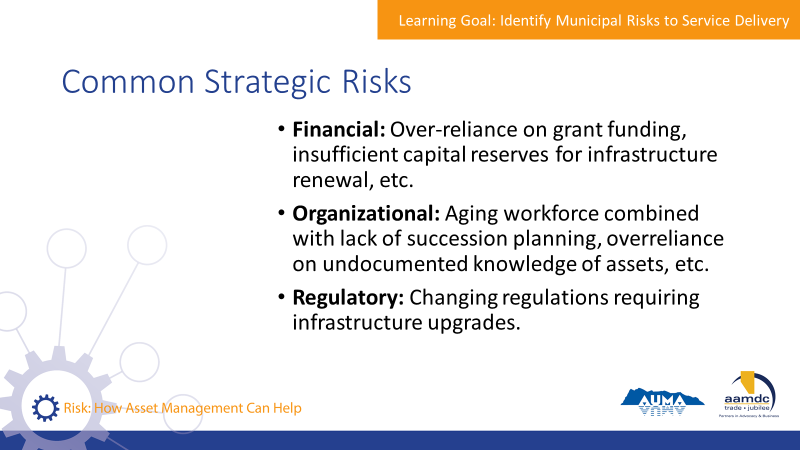 Learning Goal: Identify Municipal Risks to Service Delivery
Common Strategic Risks
• Financial: Over-reliance on grant funding,
insufficient capital reserves for infrastructure
renewal, etc.
• Organizational: Aging workforce combined
with lack of succession planning, overreliance
on undocumented knowledge of assets, etc.
• Regulatory: Changing regulations requiring
infrastructure upgrades.
Risk: How Asset Management Can Help
AUMA
aamdc
trade • jubilee
Partners in Advocacy & Business